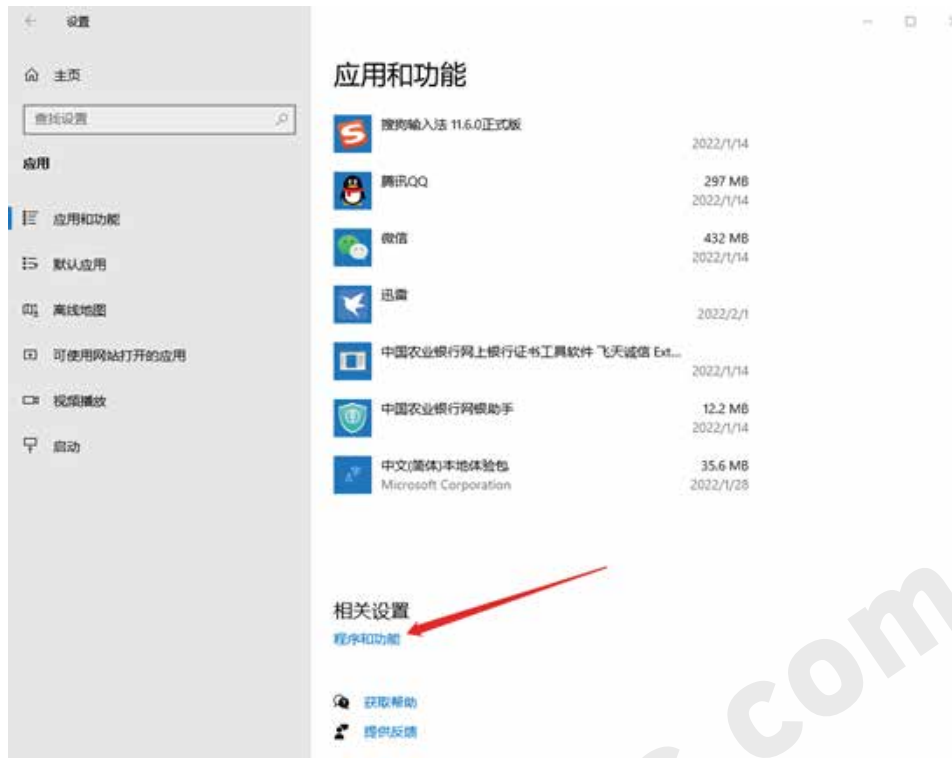 设置
主页
查找设置
应用
应用和功能
默认应用
离线地图
可使用网站打开的应用
视频播放
启动
应用和功能
搜狗输入法 11.6.0正式版
2022/1/14
腾讯QQ
297 MB
2022/1/14
微信
432 MB
2022/1/14
迅雷
2022/2/1
中国农业银行网上银行证书工具软件 飞天诚信 Ext...
2022/1/14
中国农业银行网银助手
12.2 MB
2022/1/14
中文(简体)本地体验包
35.6 MB
Microsoft Corporation
2022/1/28
相关设置
程序和功能
获取帮助
提供反馈
com